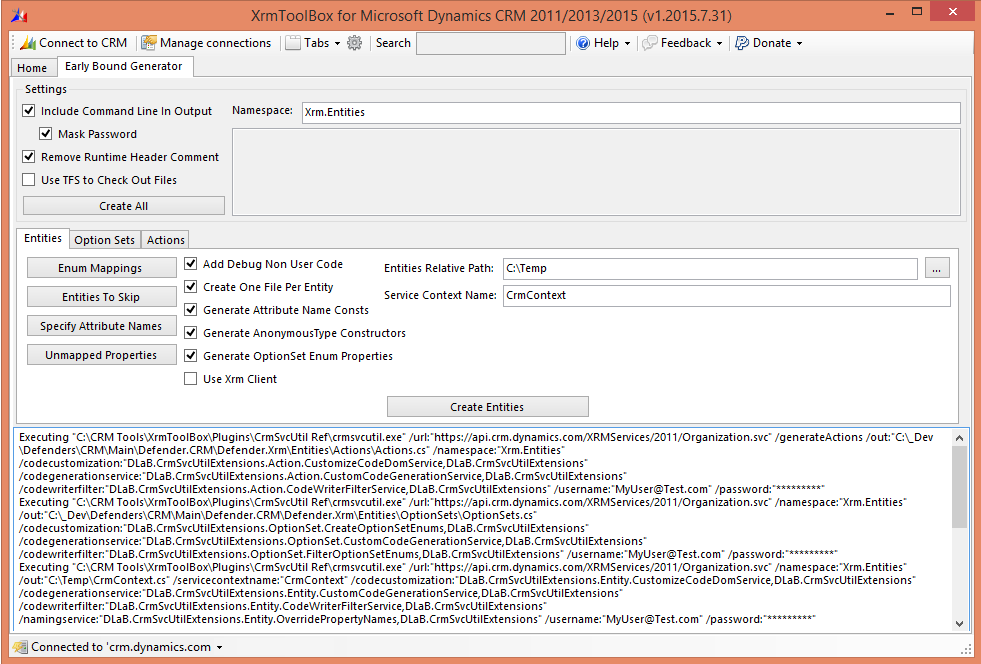 XrmToolBox for Microsoft Dynamics CRM 2011/2013/2015 (v1.2015.7.31)
Connect to CRM Manage connections Tabs Search Help Feedback Donate
Home Early Bound Generator
Settings
Include Command Line In Output Namespace: Xrm.Entities
Mask Password
Remove Runtime Header Comment
Use TFS to Check Out Files
Create All
Entities Option Sets Actions
Enum Mappings Add Debug Non User Code Entities Relative Path: C:\Temp ...
Create One File Per Entity
Entities To Skip Service Context Name: CrmContext
Generate Attribute Name Consts
Specify Attribute Names Generate AnonymousType Constructors
Unmapped Properties Generate OptionSet Enum Properties
Use Xrm Client
Create Entities
Executing "C:\CRM Tools\XrmToolBox\Plugins\CrmSvcUtil Ref\crmsvcutil.exe" /url:"https://api.crm.dynamics.com/XRMServices/2011/Organization.svc" /generateActions /out:"C:\_Dev
\Defenders\CRM\Main\Defender.CRM\Defender.Xrm\Entities\Actions\Actions.cs" /namespace:"Xrm.Entities"
/codecustomization:"DLaB.CrmSvcUtilExtensions.Action.CustomizeCodeDomService,DLaB.CrmSvcUtilExtensions"
/codegenerationservice:"DLaB.CrmSvcUtilExtensions.Action.CustomCodeGenerationService,DLaB.CrmSvcUtilExtensions"
/codewriterfilter:"DLaB.CrmSvcUtilExtensions.Action.CodeWriterFilterService,DLaB.CrmSvcUtilExtensions" /username:"MyUser@Test.com" /password:"*********"
Executing "C:\CRM Tools\XrmToolBox\Plugins\CrmSvcUtil Ref\crmsvcutil.exe" /url:"https://api.crm.dynamics.com/XRMServices/2011/Organization.svc" /namespace:"Xrm.Entities"
/out:"C:\_Dev\Defenders\CRM\Main\Defender.CRM\Defender.Xrm\Entities\OptionSets\OptionSets.cs"
/codecustomization:"DLaB.CrmSvcUtilExtensions.OptionSet.CreateOptionSetEnums,DLaB.CrmSvcUtilExtensions"
/codegenerationservice:"DLaB.CrmSvcUtilExtensions.OptionSet.CustomCodeGenerationService,DLaB.CrmSvcUtilExtensions"
/codewriterfilter:"DLaB.CrmSvcUtilExtensions.OptionSet.FilterOptionSetEnums,DLaB.CrmSvcUtilExtensions" /username:"MyUser@Test.com" /password:"*********"
Executing "C:\CRM Tools\XrmToolBox\Plugins\CrmSvcUtil Ref\crmsvcutil.exe" /url:"https://api.crm.dynamics.com/XRMServices/2011/Organization.svc" /namespace:"Xrm.Entities"
/out:"C:\Temp\CrmContext.cs" /servicecontextname:"CrmContext" /codecustomization:"DLaB.CrmSvcUtilExtensions.Entity.CustomizeCodeDomService,DLaB.CrmSvcUtilExtensions"
/codegenerationservice:"DLaB.CrmSvcUtilExtensions.Entity.CustomCodeGenerationService,DLaB.CrmSvcUtilExtensions"
/codewriterfilter:"DLaB.CrmSvcUtilExtensions.Entity.CodeWriterFilterService,DLaB.CrmSvcUtilExtensions"
/namingservice:"DLaB.CrmSvcUtilExtensions.Entity.OverridePropertyNames,DLaB.CrmSvcUtilExtensions" /username:"MyUser@Test.com" /password:"*********"
Connected to 'crm.dynamics.com